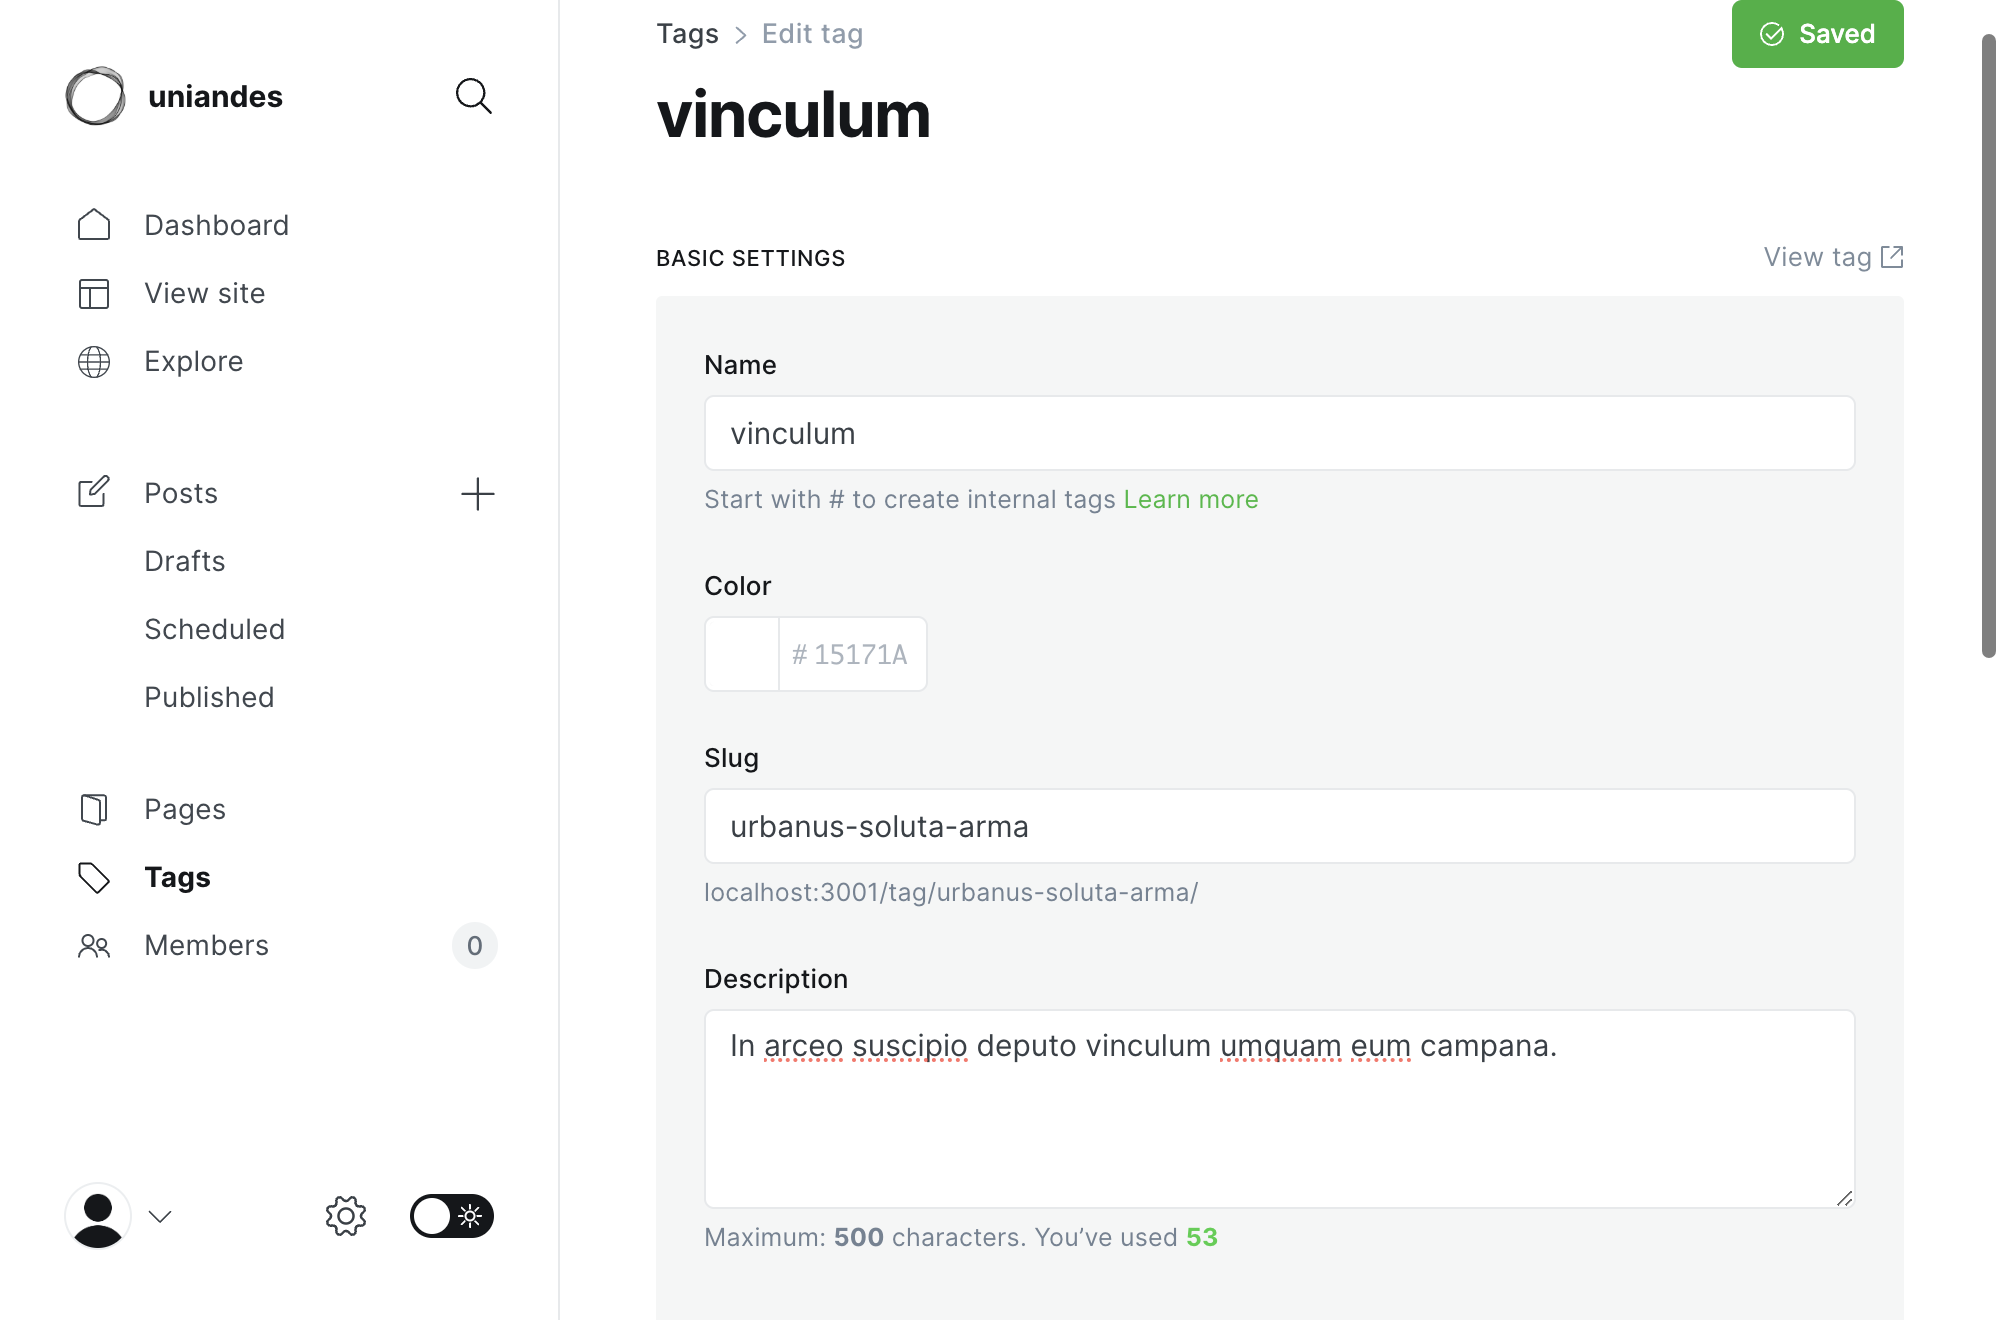 uniandes
Dashboard
View site
Explore
Posts
Drafts
Scheduled
Published
Pages
Tags
Members
0
Tags > Edit tag
Saved
vinculum
BASIC SETTINGS
View tag
Name
vinculum
Start with # to create internal tags Learn more
Color
# 15171A
Slug
urbanus-soluta-arma
localhost:3001/tag/urbanus-soluta-arma/
Description
In arceo suscipio deputo vinculum umquam eum campana.
Maximum: 500 characters. You’ve used 53